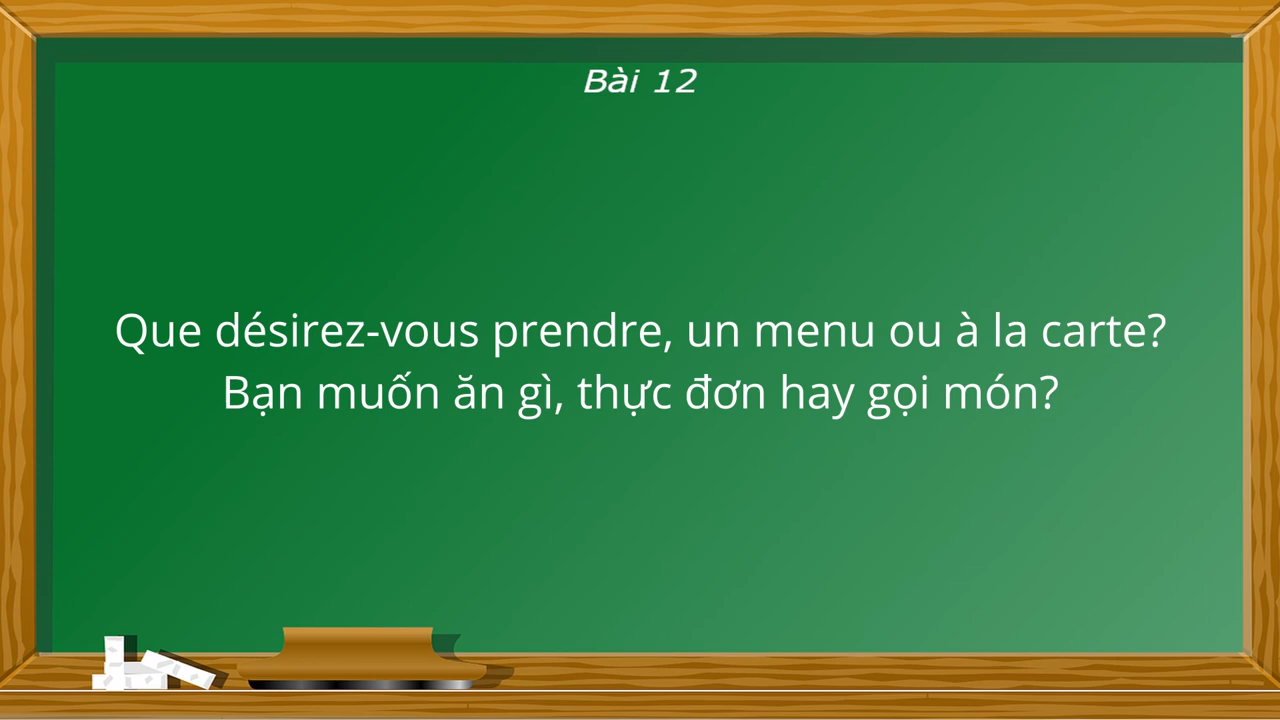 Bài 12
Que désirez-vous prendre, un menu ou à la carte?
Bạn muốn ăn gì, thực đơn hay gọi món?